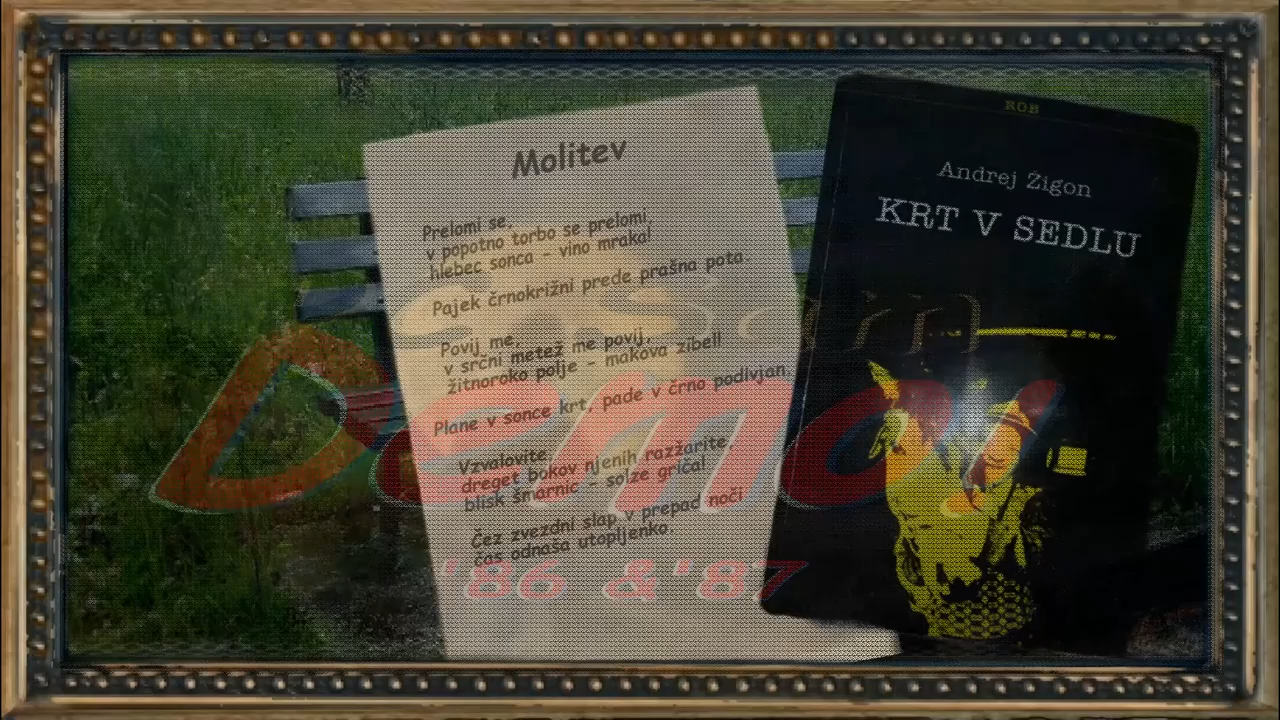 Molitev
Prelomi se,
v popotno torbo se prelomi,
hlebec sonca - vino mraka!
Pajek črnokrižni prede prašna pota.
Povij me,
v srčni metež me povij,
žitnoroko polje - makova zibel!
Plane v sonce krt, pade v črno podivjan.
Vzvalovite
dreget bokov njenih razžarite,
blisk šmarnic - solze griča!
Čez zvezdni slap v prepad noči
čas odnaša utopljenko.
ROB
Andrej Žigon
KRT V SEDLU
Demoi
'86 & '87